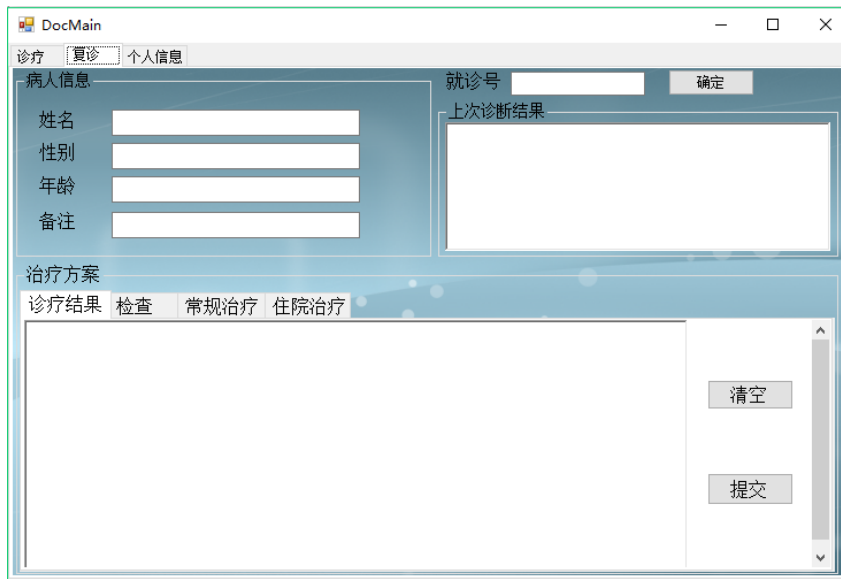 DocMain
诊疗 复诊 个人信息
病人信息
姓名
性别
年龄
备注
就诊号 确定
上次诊断结果
治疗方案
诊疗结果 检查 常规治疗 住院治疗
清空
提交